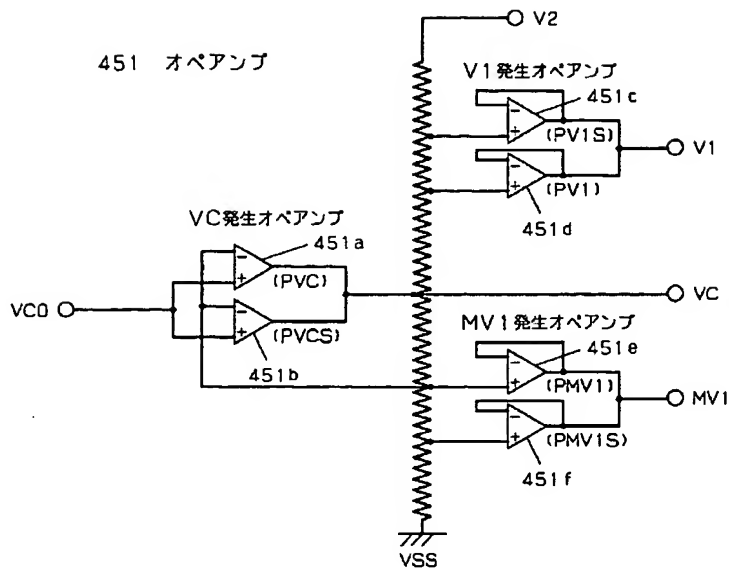 V2
451 オペアンプ
V1発生オペアンプ
451c
(PV1S)
V1
(PV1)
451d
VC発生オペアンプ
451a
(PVC)
VC0
VC
(PVCS)
451b
MV1発生オペアンプ
451e
(PMV1)
MV1
(PMV1S)
451f
VSS